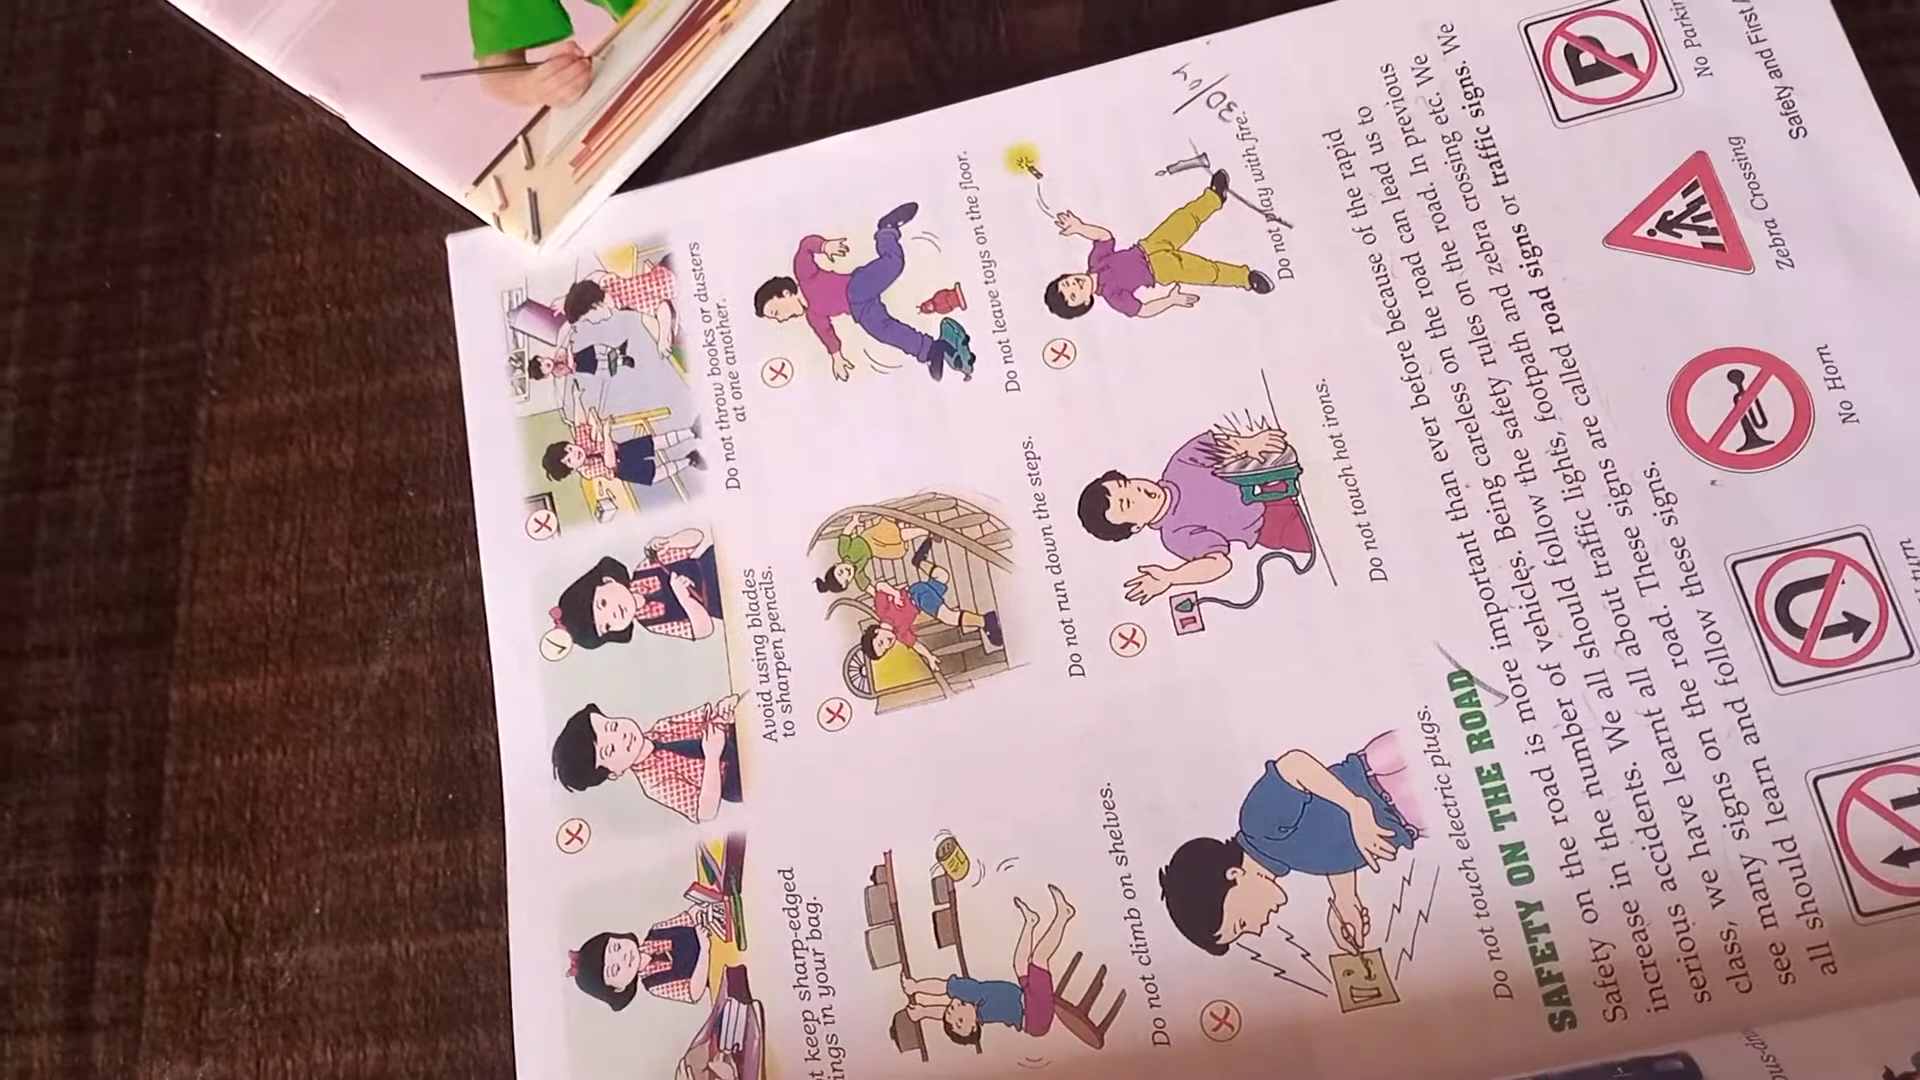 t keep sharp-edged
ings in your bag.
Avoid using blades
to sharpen pencils.
Do not throw books or dusters
at one another.
Do not climb on shelves.
Do not run down the steps.
Do not leave toys on the floor.
Do not touch electric plugs.
Do not touch hot irons.
Do not play with fire.
30/04
SAFETY ON THE ROAD
Safety on the road is more important than ever before because of the rapid
increase in the number of vehicles. Being careless on the road can lead us to
serious accidents. We all should follow the safety rules on the road. In previous
class, we have learnt all about traffic lights, footpath and zebra crossing etc. We
see many signs on the road. These signs are called road signs or traffic signs. We
all should learn and follow these signs.
No Horn
Zebra Crossing
P
No Parkin
Safety and First A